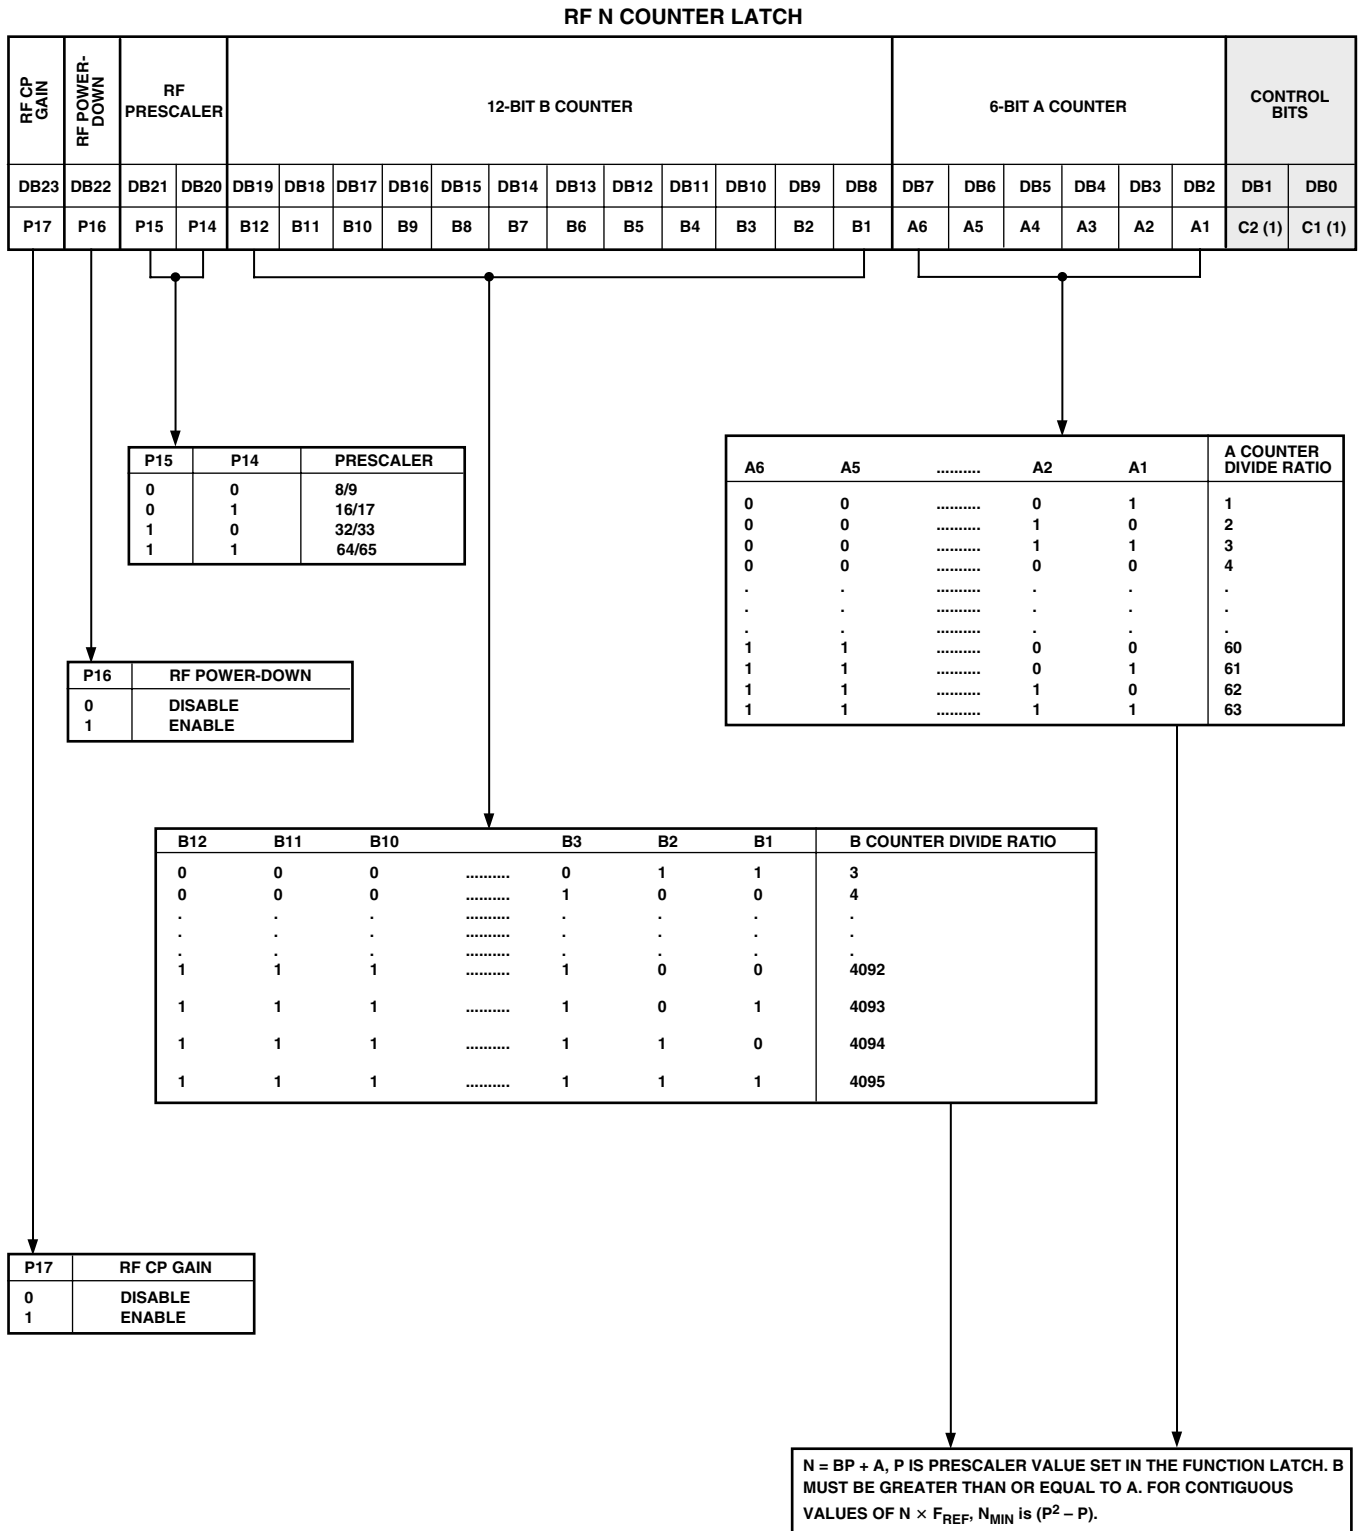 RF N COUNTER LATCH
RF CP GAIN
RF POWER-DOWN
RF PRESCALER
12-BIT B COUNTER
6-BIT A COUNTER
CONTROL BITS
DB23 DB22 DB21 DB20 DB19 DB18 DB17 DB16 DB15 DB14 DB13 DB12 DB11 DB10 DB9 DB8 DB7 DB6 DB5 DB4 DB3 DB2 DB1 DB0
P17 P16 P15 P14 B12 B11 B10 B9 B8 B7 B6 B5 B4 B3 B2 B1 A6 A5 A4 A3 A2 A1 C2 (1) C1 (1)
P15 P14 PRESCALER
0 0 8/9
0 1 16/17
1 0 32/33
1 1 64/65
A6 A5 .......... A2 A1 A COUNTER DIVIDE RATIO
0 0 .......... 0 1 1
0 0 .......... 1 0 2
0 0 .......... 1 1 3
0 0 .......... 0 0 4
. . .......... . . .
. . .......... . . .
. . .......... . . .
1 1 .......... 0 0 60
1 1 .......... 0 1 61
1 1 .......... 1 0 62
1 1 .......... 1 1 63
P16 RF POWER-DOWN
0 DISABLE
1 ENABLE
B12 B11 B10 B3 B2 B1 B COUNTER DIVIDE RATIO
0 0 0 .......... 0 1 1 3
0 0 0 .......... 1 0 0 4
. . . .......... . . . .
. . . .......... . . . .
. . . .......... . . . .
1 1 1 .......... 1 0 0 4092
1 1 1 .......... 1 0 1 4093
1 1 1 .......... 1 1 0 4094
1 1 1 .......... 1 1 1 4095
P17 RF CP GAIN
0 DISABLE
1 ENABLE
N = BP + A, P IS PRESCALER VALUE SET IN THE FUNCTION LATCH. B
MUST BE GREATER THAN OR EQUAL TO A. FOR CONTIGUOUS
VALUES OF N × FREF, NMIN is (P² – P).